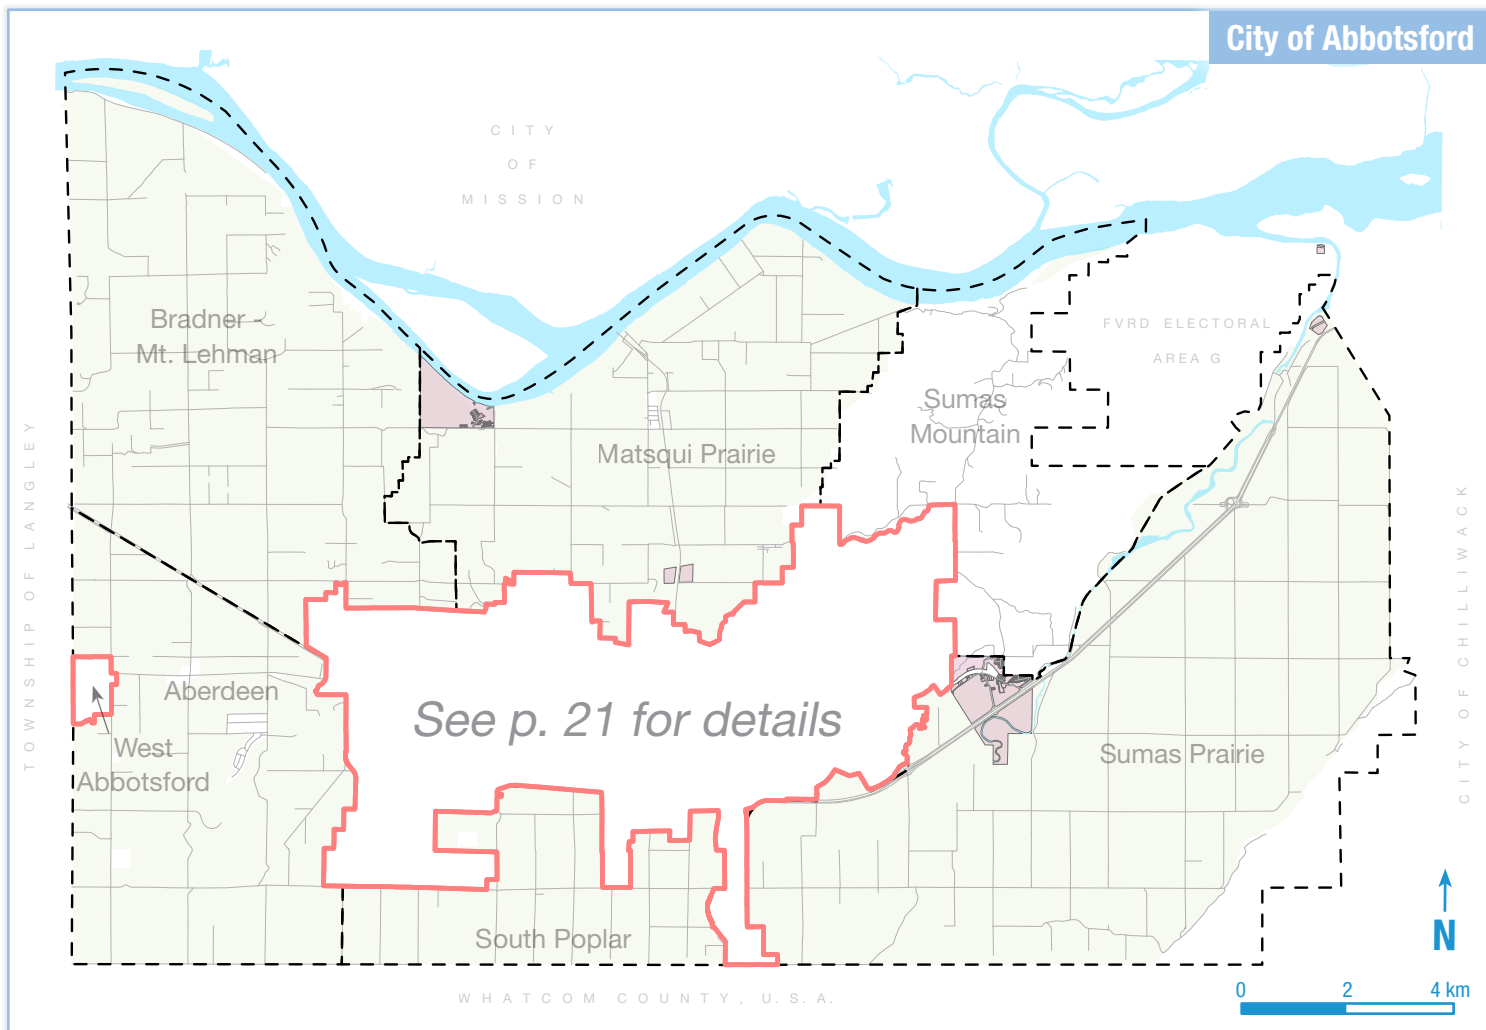 City of Abbotsford
CITY
OF
MISSION
Bradner -
Mt. Lehman
FVRD ELECTORAL
AREA G
Sumas
Mountain
Matsqui Prairie
TOWNSHIP OF LANGLEY
CITY OF CHILLIWACK
Aberdeen
See p. 21 for details
West
Abbotsford
Sumas Prairie
South Poplar
N
WHATCOM COUNTY, U.S.A.
0 2 4 km